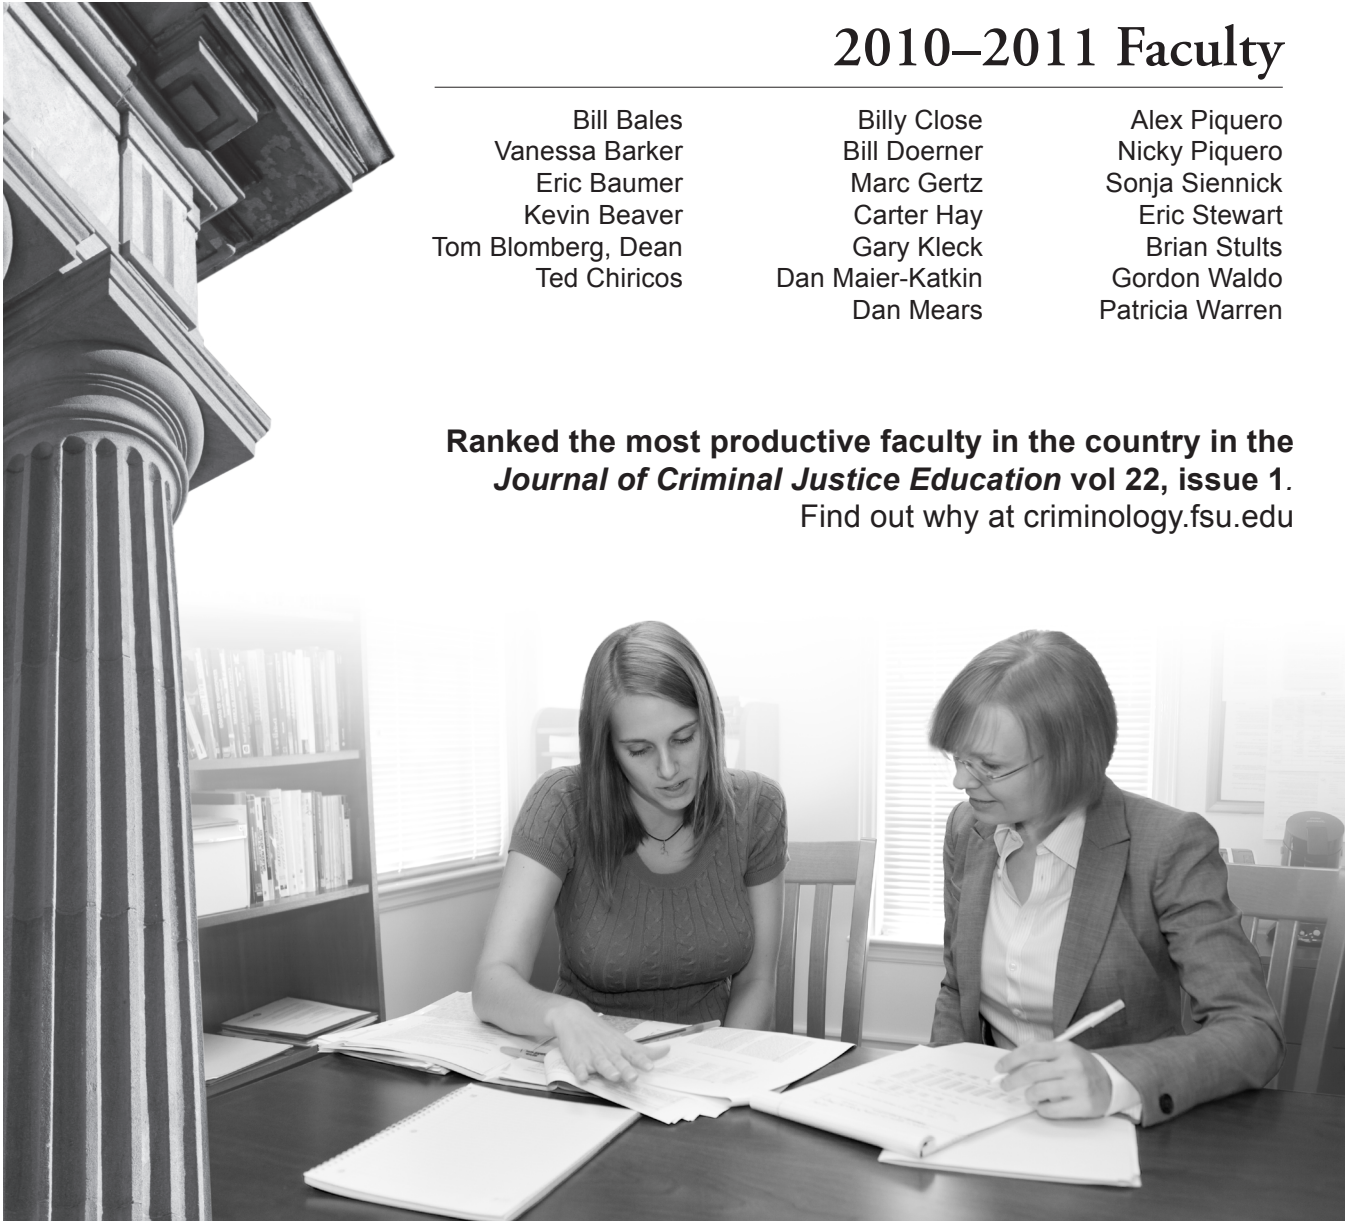 2010–2011 Faculty
Bill Bales
Vanessa Barker
Eric Baumer
Kevin Beaver
Tom Blomberg, Dean
Ted Chiricos
Billy Close
Bill Doerner
Marc Gertz
Carter Hay
Gary Kleck
Dan Maier-Katkin
Dan Mears
Alex Piquero
Nicky Piquero
Sonja Siennick
Eric Stewart
Brian Stults
Gordon Waldo
Patricia Warren
Ranked the most productive faculty in the country in the
Journal of Criminal Justice Education vol 22, issue 1.
Find out why at criminology.fsu.edu